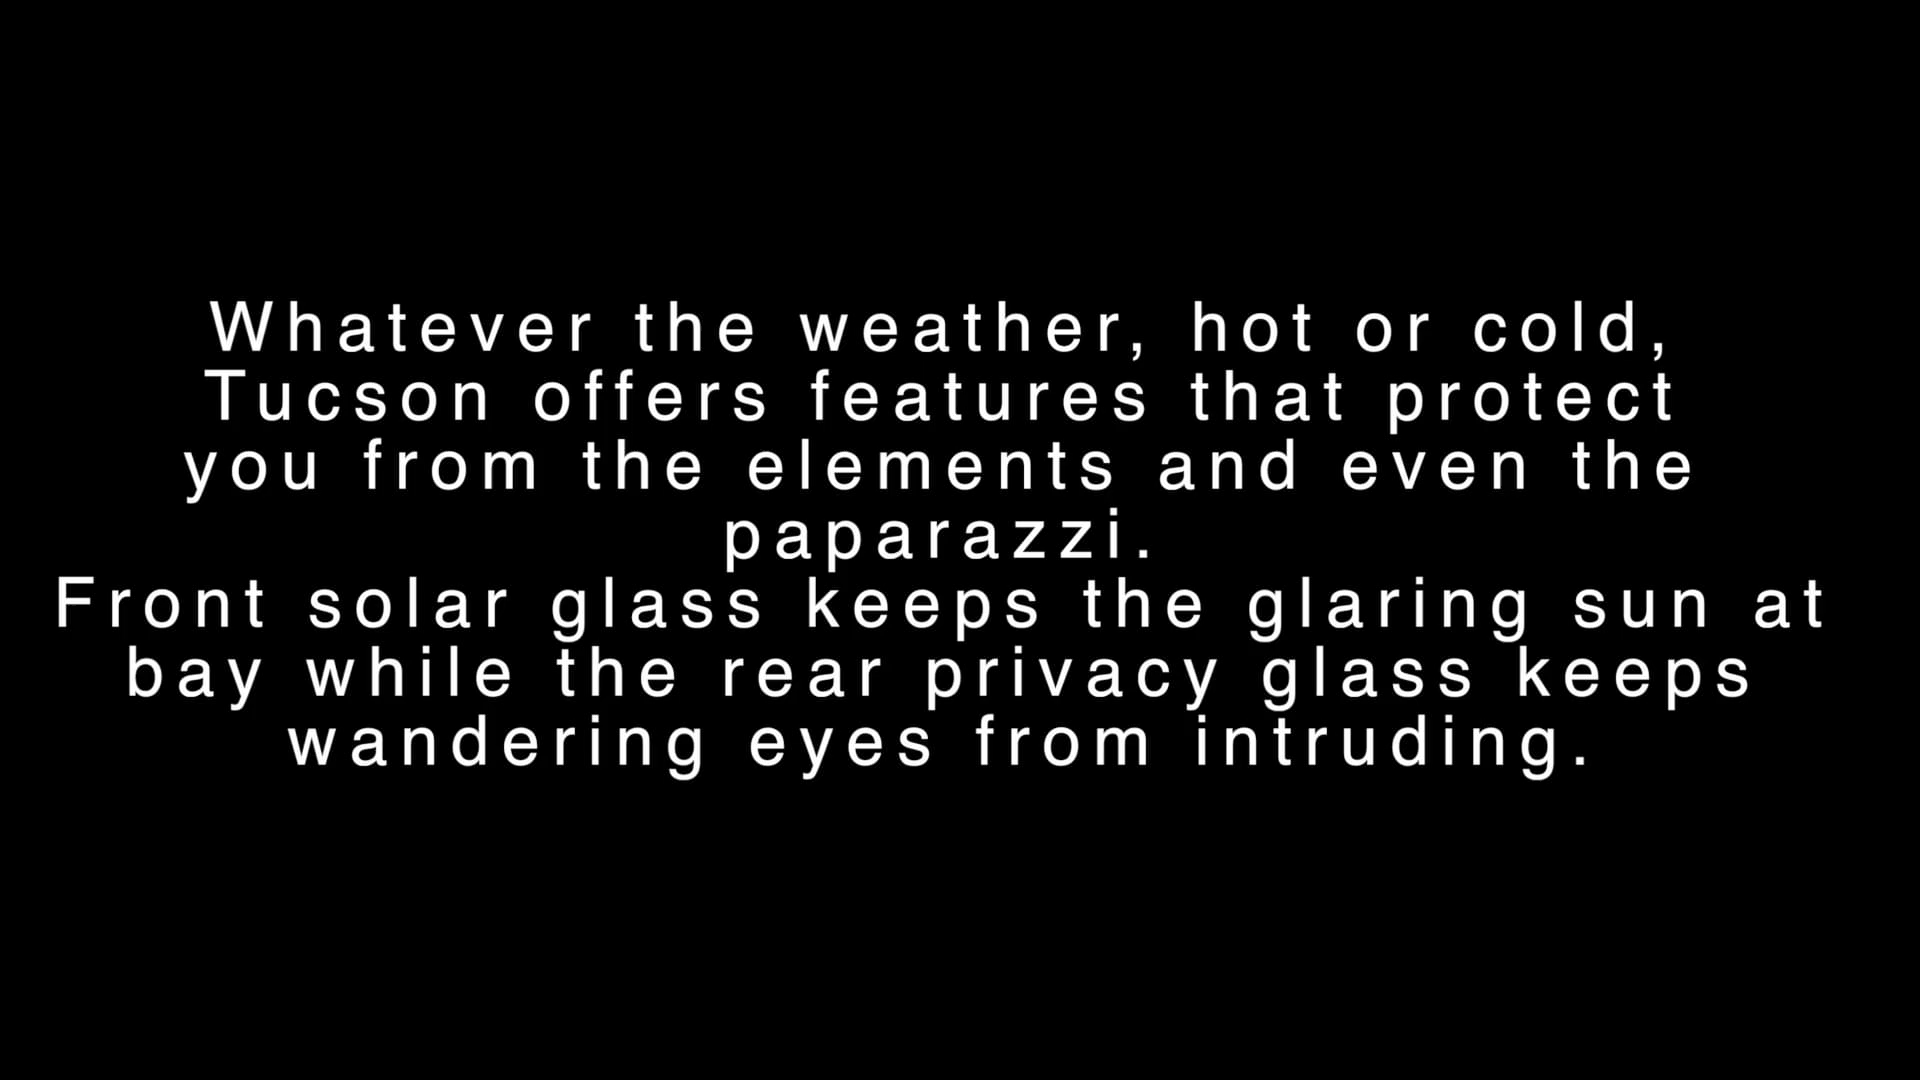 Whatever the weather, hot or cold,
Tucson offers features that protect
you from the elements and even the
paparazzi.
Front solar glass keeps the glaring sun at
bay while the rear privacy glass keeps
wandering eyes from intruding.